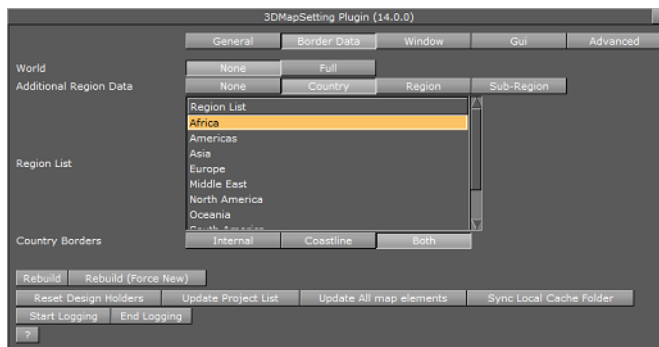 3DMapSetting Plugin (14.0.0)
General Border Data Window Gui Advanced
World None Full
Additional Region Data None Country Region Sub-Region
Region List
Africa
Americas
Asia
Europe
Region List
Middle East
North America
Oceania
South America
Country Borders Internal Coastline Both
Rebuild Rebuild (Force New)
Reset Design Holders Update Project List Update All map elements Sync Local Cache Folder
Start Logging End Logging
?